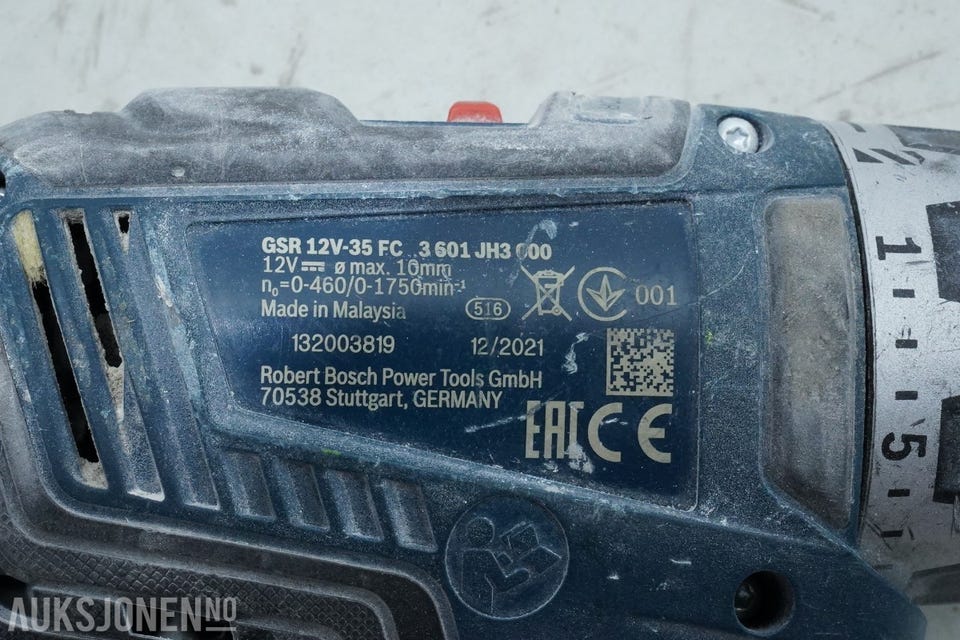 GSR 12V-35 FC 3 601 JH3 000
12V ⎓ ø max. 10mm
n₀=0-460/0-1750min⁻¹
Made in Malaysia 516 001
132003819 12/2021
Robert Bosch Power Tools GmbH
70538 Stuttgart, GERMANY
EAC CE
1
5
AUKSJONEN.NO